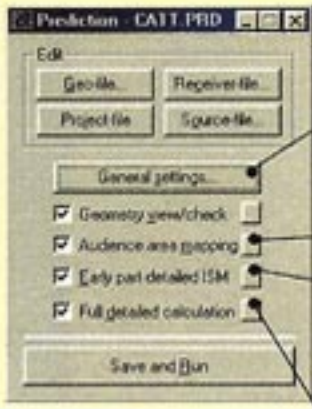 Prediction - CATT.PRD
Edit
Geo-file... Receiver-file...
Project-file Source-file...
General settings...
Geometry view/check
Audience area mapping
Early part detailed ISM
Full detailed calculation
Save and Run